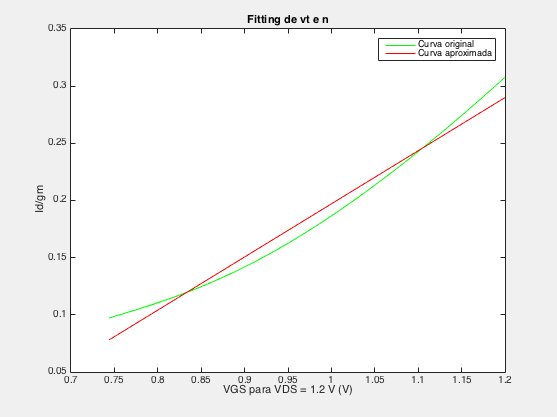 Fitting de vt e n
Curva original
Curva aproximada
0.35
0.3
0.25
0.2
0.15
0.1
0.05
Id/gm
0.7 0.75 0.8 0.85 0.9 0.95 1 1.05 1.1 1.15 1.2
VGS para VDS = 1.2 V (V)